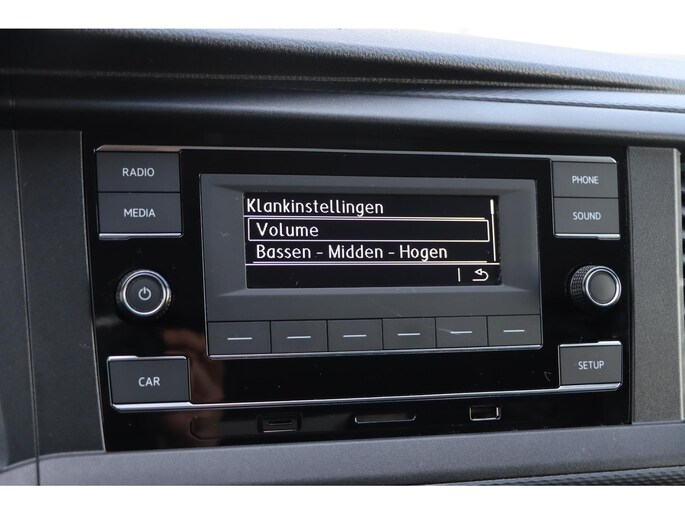 RADIO
MEDIA
PHONE
SOUND
Klankinstellingen
Volume
Bassen - Midden - Hogen
CAR
SETUP